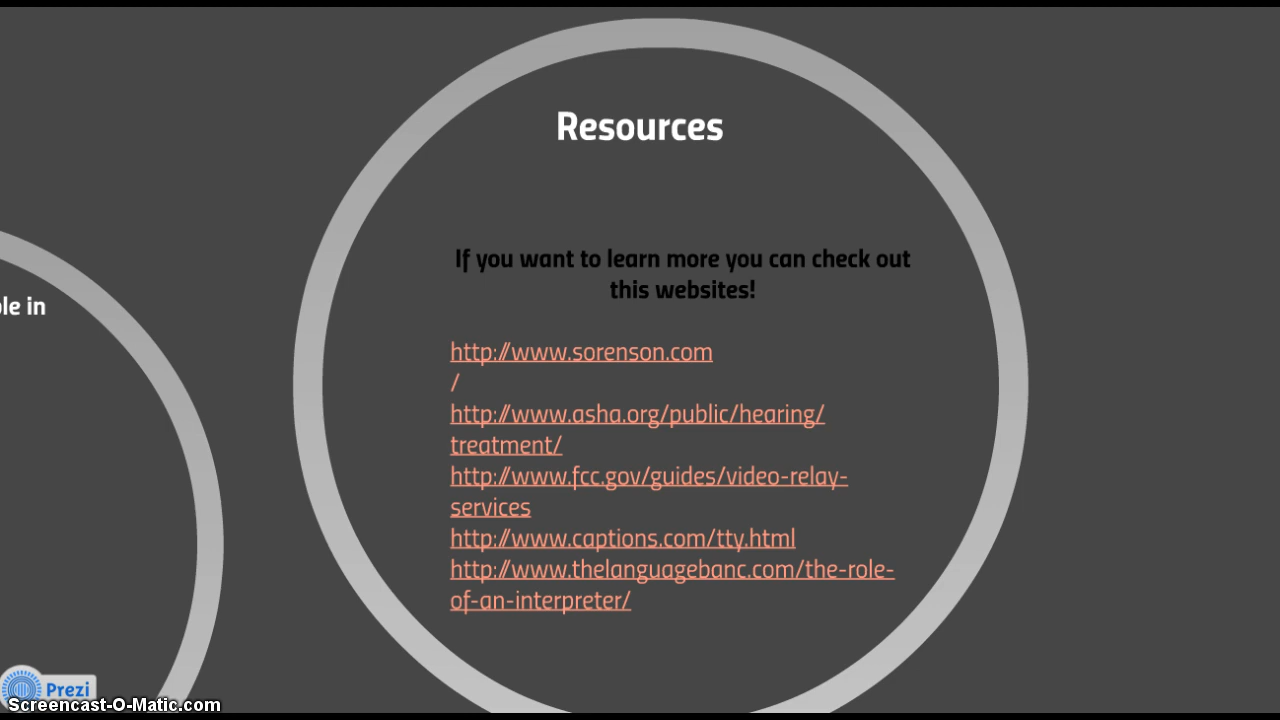 Resources
If you want to learn more you can check out
this websites!
ole in
http://www.sorenson.com
/
http://www.asha.org/public/hearing/
treatment/
http://www.fcc.gov/guides/video-relay-
services
http://www.captions.com/tty.html
http://www.thelanguagebanc.com/the-role-
of-an-interpreter/
Prezi
Screencast-O-Matic.com